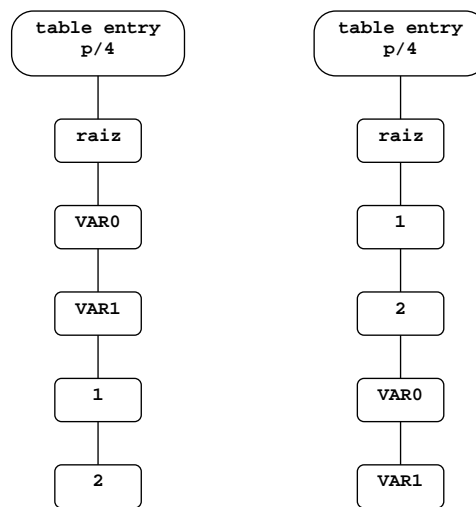 table entry
p/4
raiz
VAR0
VAR1
1
2
table entry
p/4
raiz
1
2
VAR0
VAR1